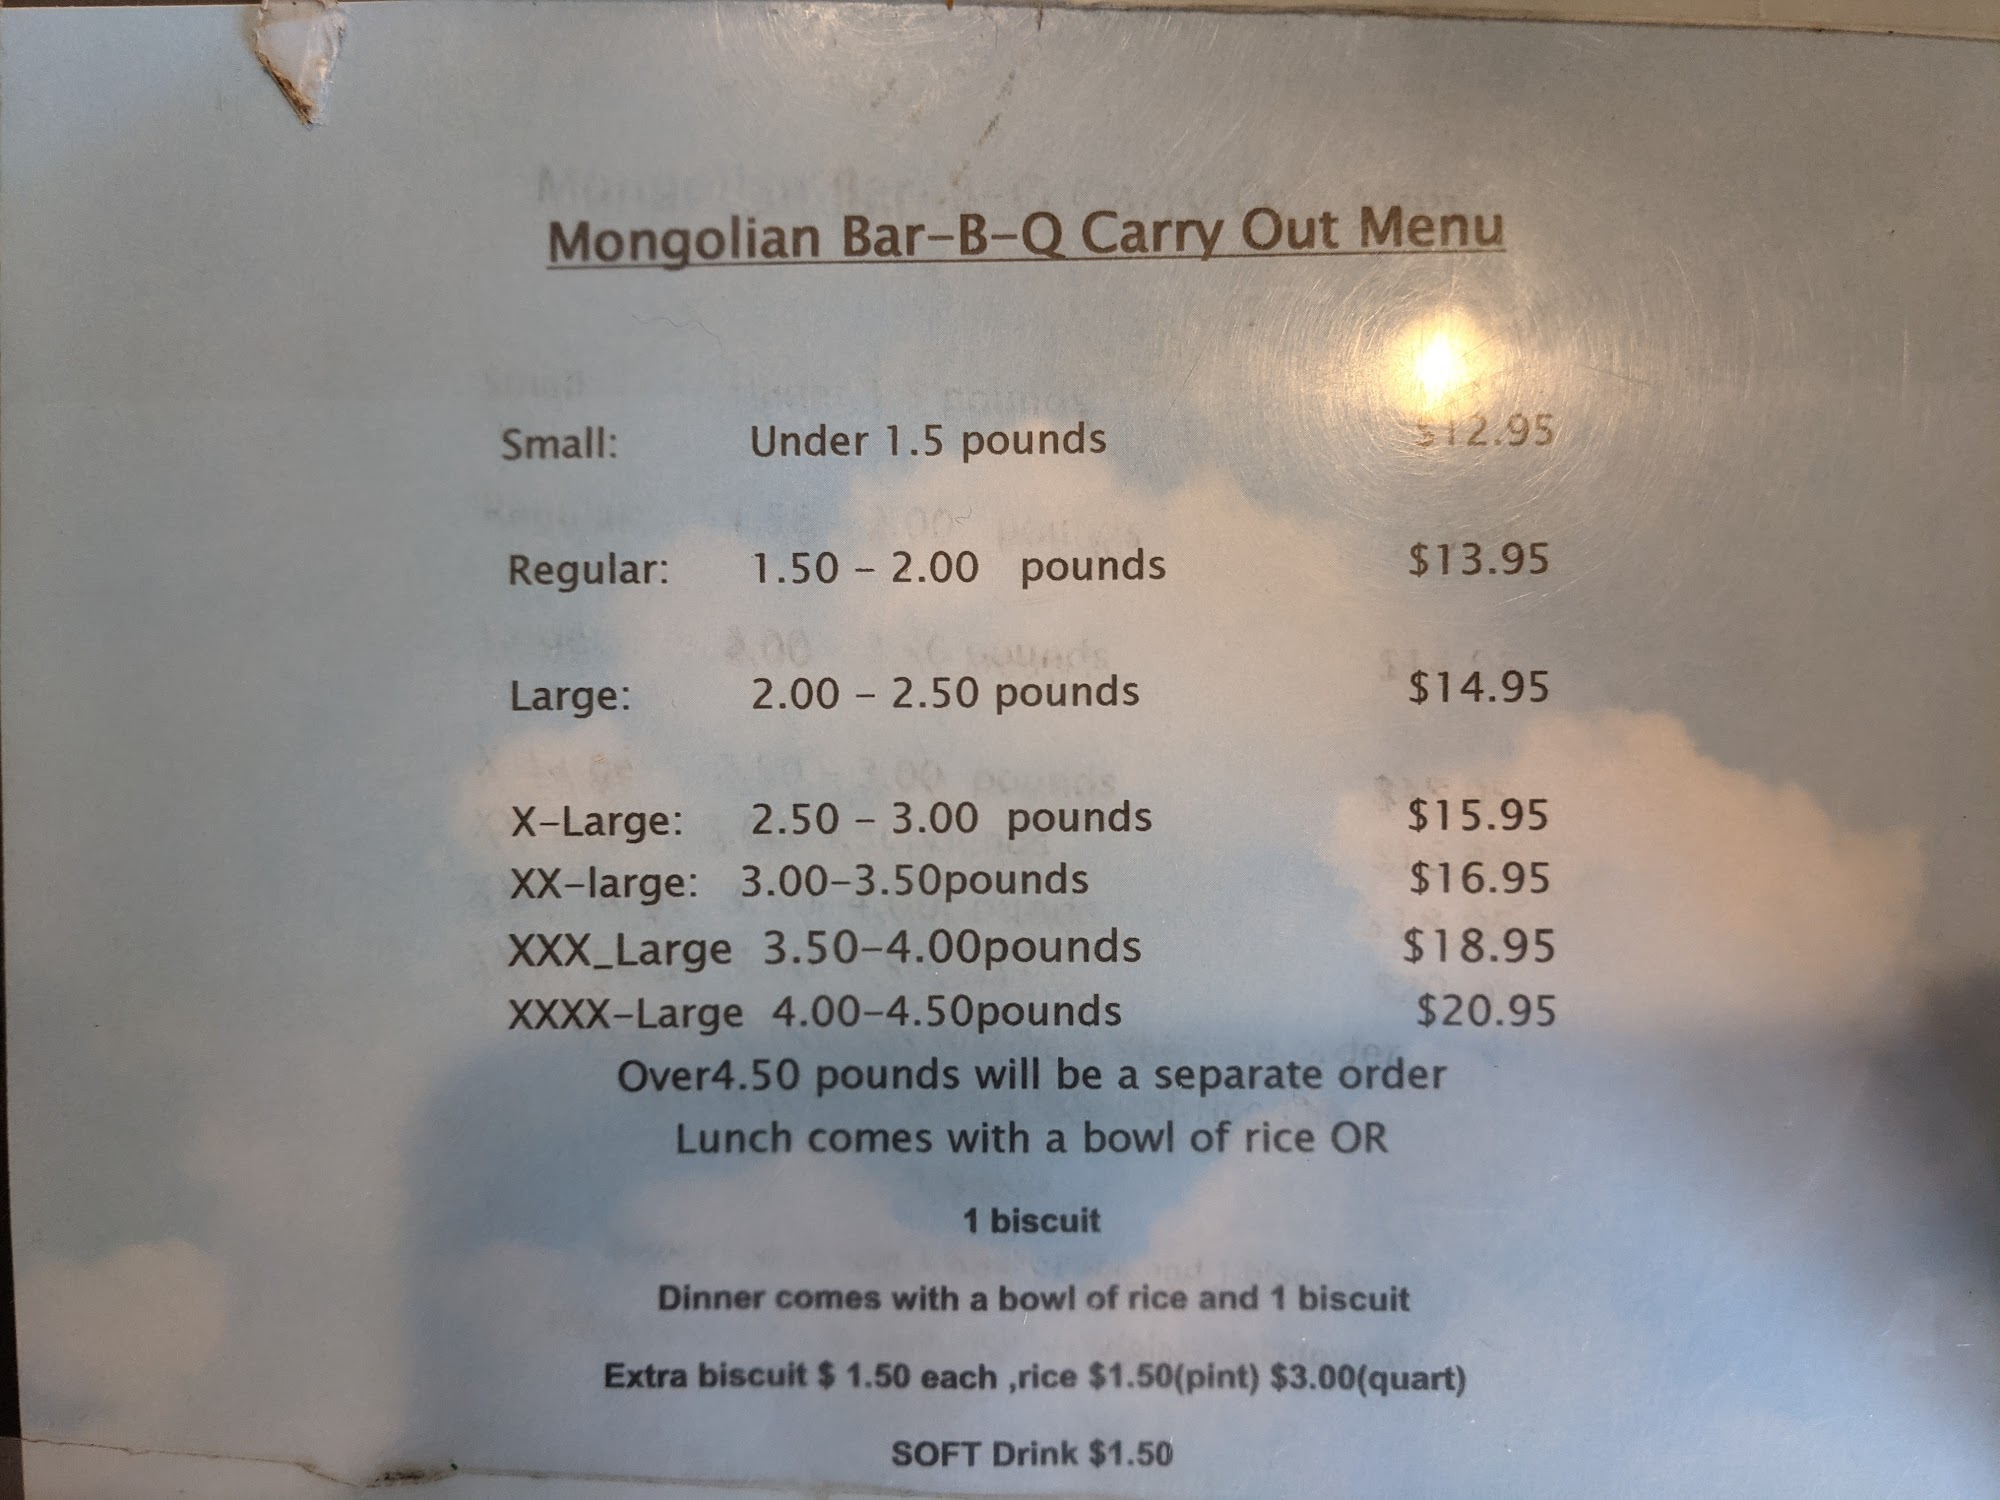 Mongolian Bar-B-Q Carry Out Menu
Small: Under 1.5 pounds $12.95
Regular: 1.50 - 2.00 pounds $13.95
Large: 2.00 - 2.50 pounds $14.95
X-Large: 2.50 - 3.00 pounds $15.95
XX-large: 3.00-3.50pounds $16.95
XXX_Large 3.50-4.00pounds $18.95
XXXX-Large 4.00-4.50pounds $20.95
Over4.50 pounds will be a separate order
Lunch comes with a bowl of rice OR
1 biscuit
Dinner comes with a bowl of rice and 1 biscuit
Extra biscuit $ 1.50 each ,rice $1.50(pint) $3.00(quart)
SOFT Drink $1.50